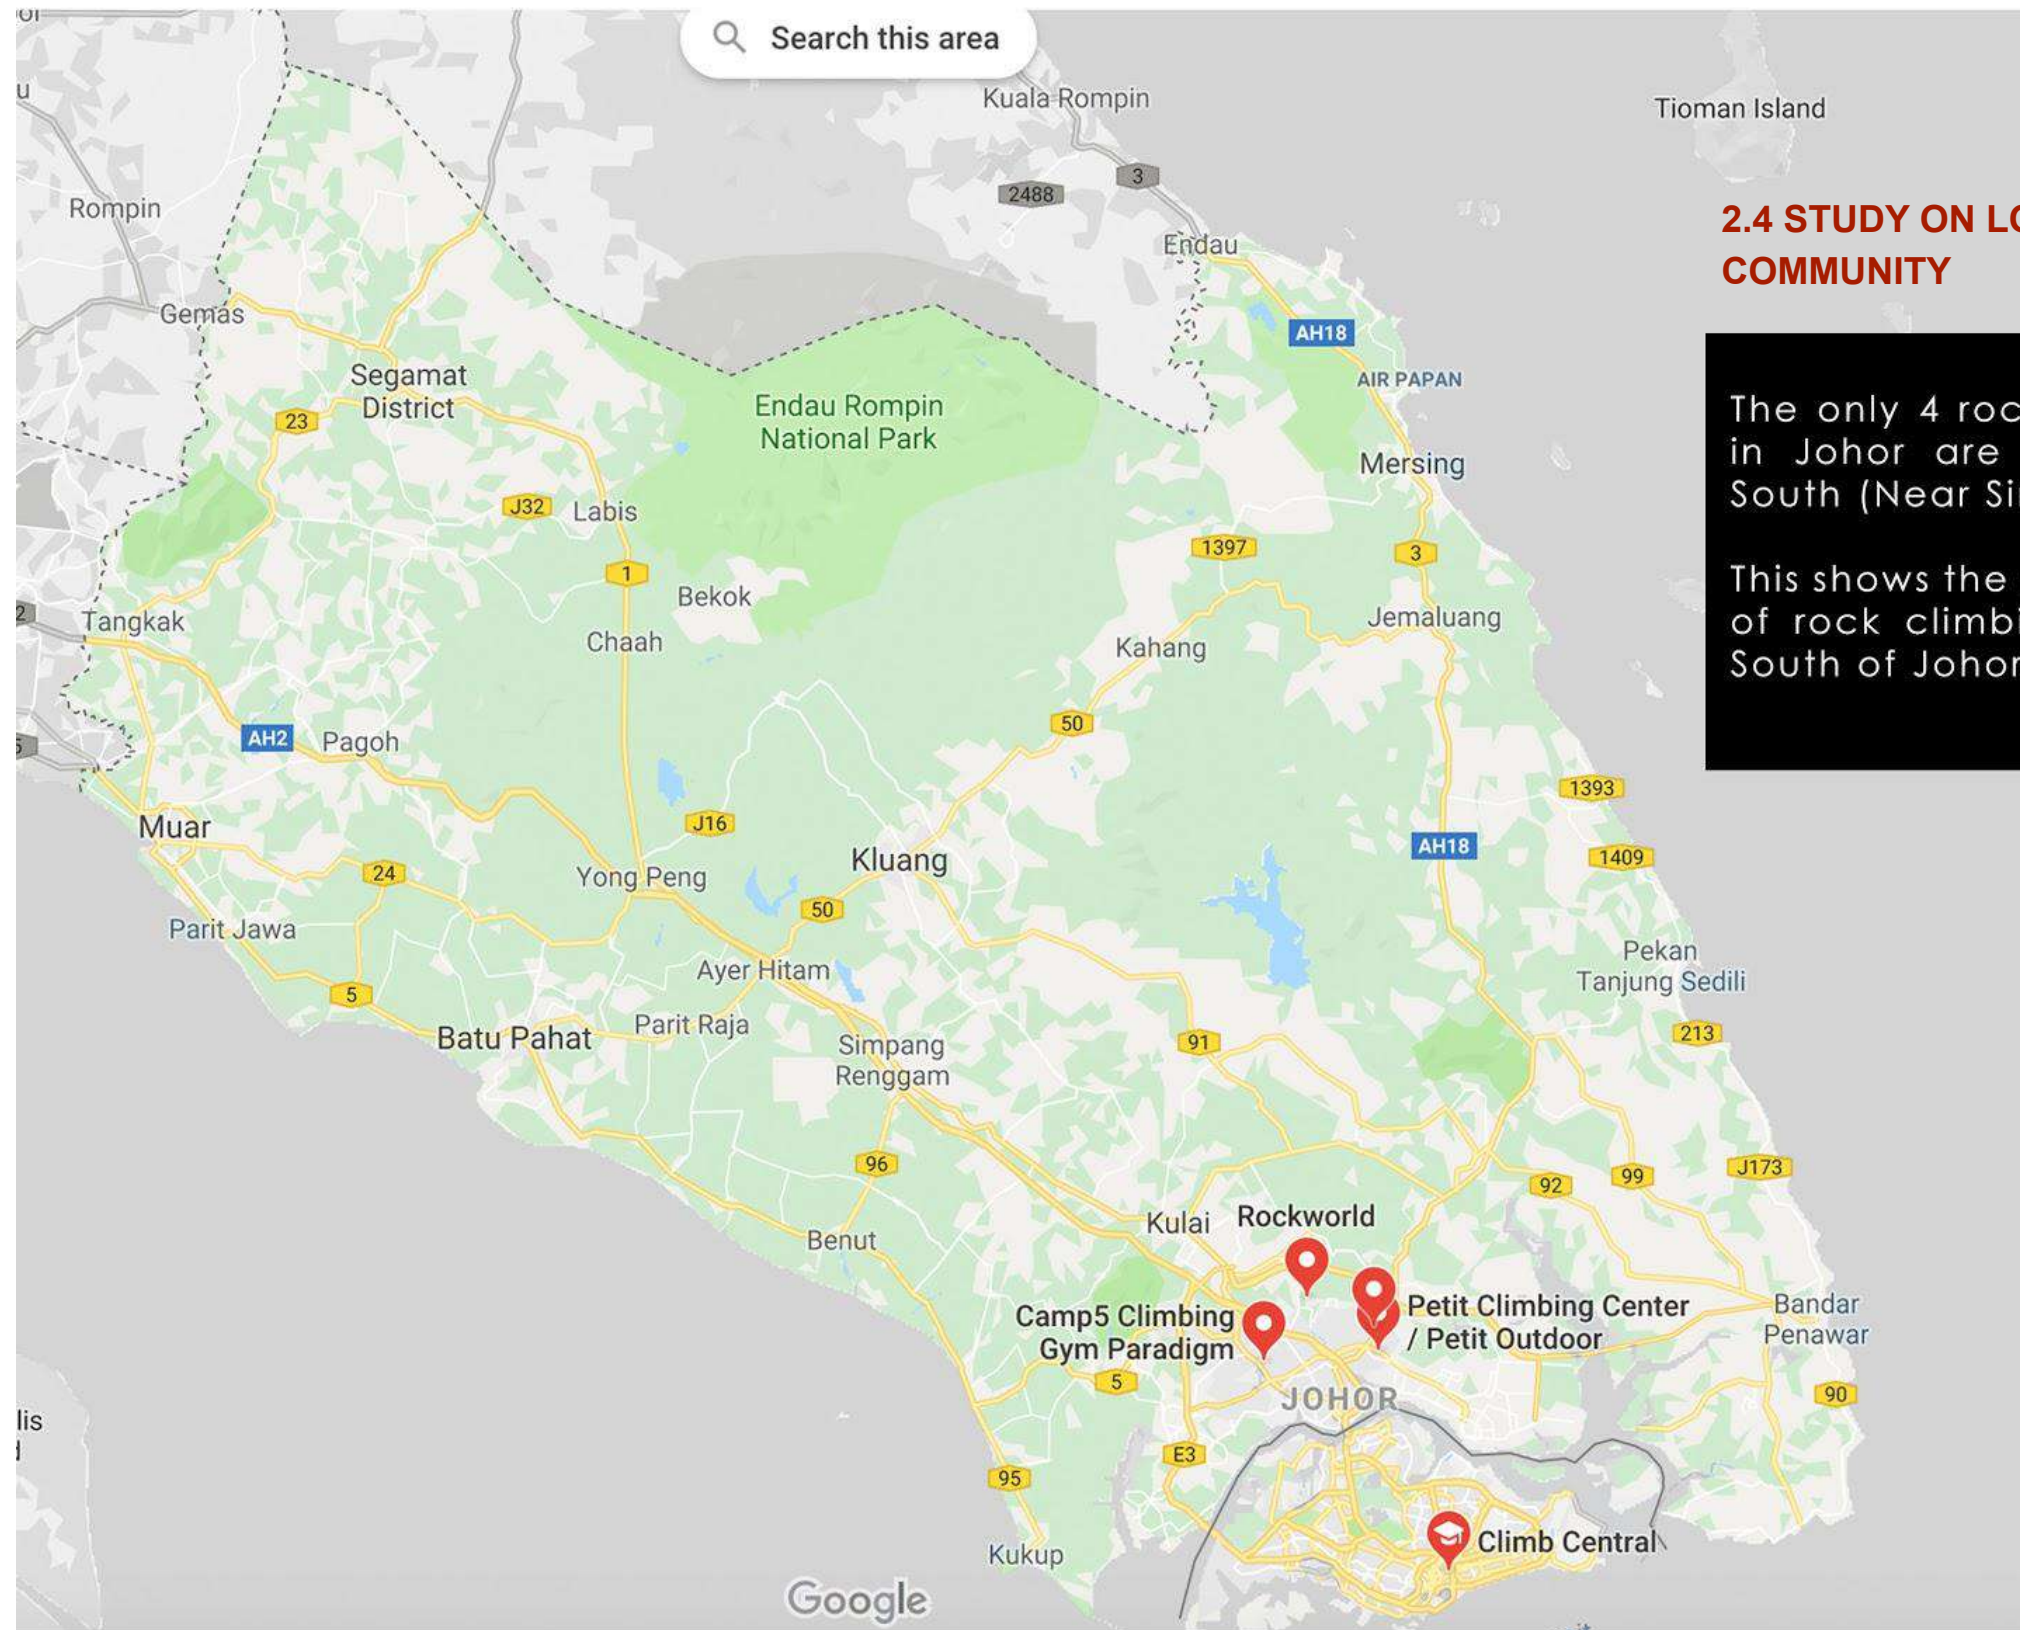 Search this area
Kuala Rompin
Tioman Island
3
2488
Rompin
2.4 STUDY ON
COMMUNITY
Endau
Gemas
AH18
Segamat
District
AIR PAPAN
23
Endau Rompin
National Park
The only 4
in Johor are
South (Near
Mersing
J32
Labis
1397
3
1
This shows the
of rock
South of Johor
Bekok
Tangkak
Chaah
Kahang
Jemaluang
50
AH2
Pagoh
1393
J16
Muar
AH18
1409
Kluang
24
Yong Peng
50
Parit Jawa
Pekan
Tanjung Sedili
Ayer Hitam
5
Parit Raja
Batu Pahat
213
91
Simpang
Renggam
96
J173
99
92
Kulai
Rockworld
Benut
Camp5 Climbing
Gym Paradigm
Petit Climbing Center
/ Petit Outdoor
Bandar
Penawar
5
JOHOR
90
E3
95
Climb Central
Kukup
Google